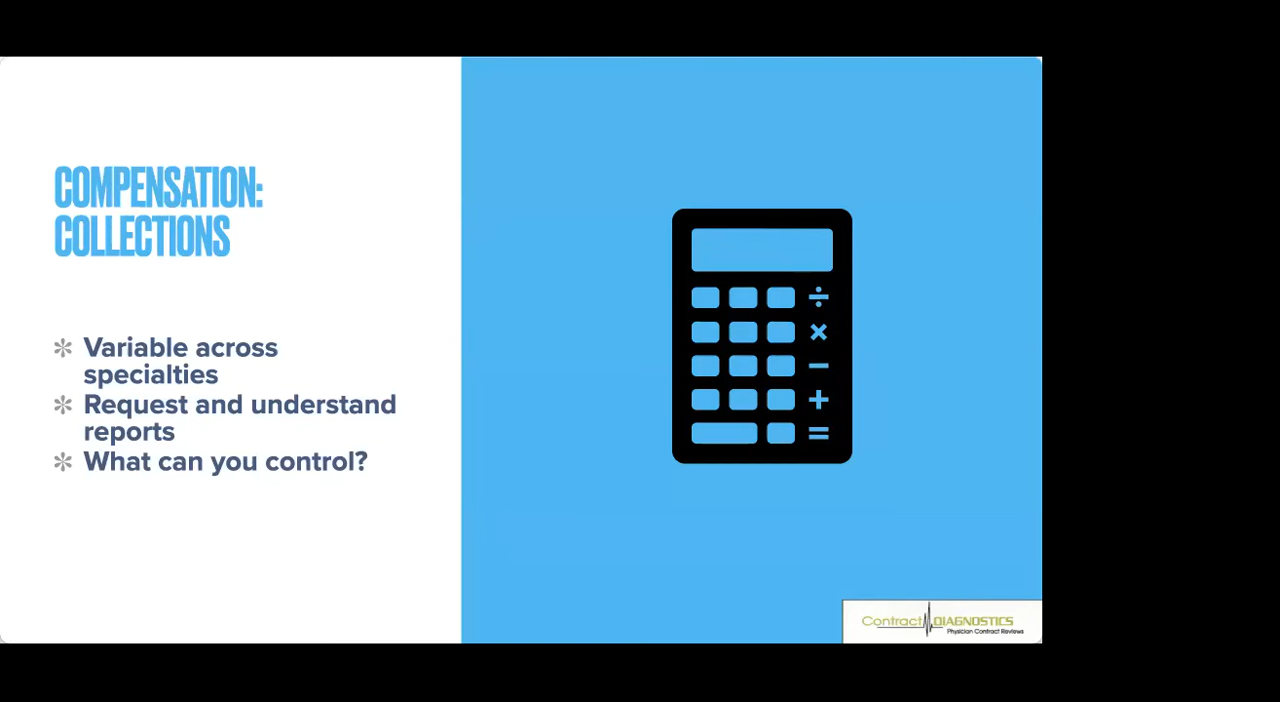 COMPENSATION:
COLLECTIONS
✼ Variable across
specialties
✼ Request and understand
reports
✼ What can you control?
÷
×
−
+
=
Contract DIAGNOSTICS
Physician Contract Reviews